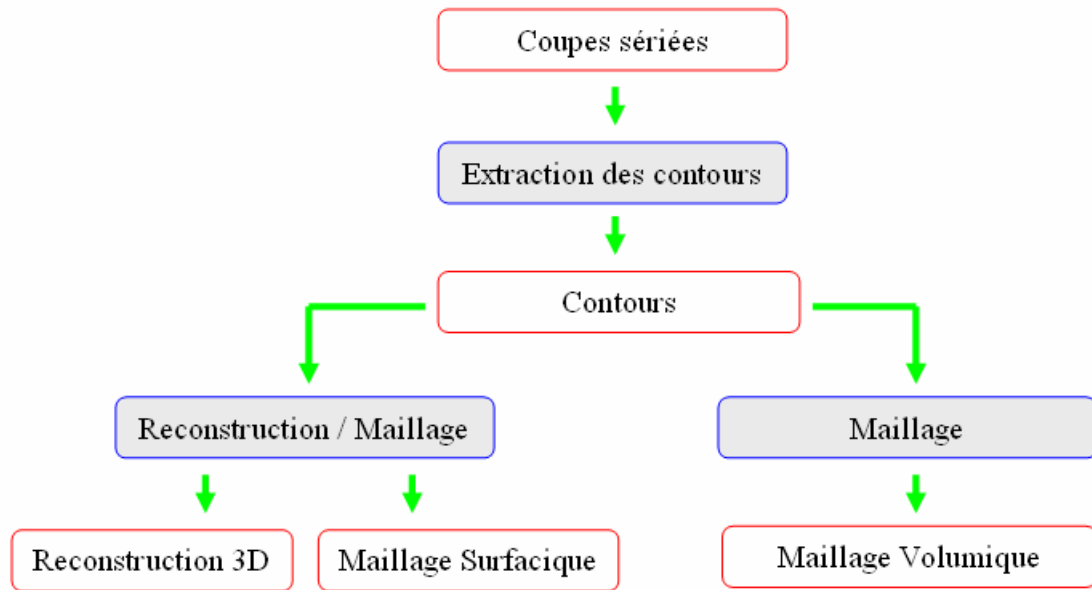 Coupes sériées
Extraction des contours
Contours
Reconstruction / Maillage
Maillage
Reconstruction 3D
Maillage Surfacique
Maillage Volumique